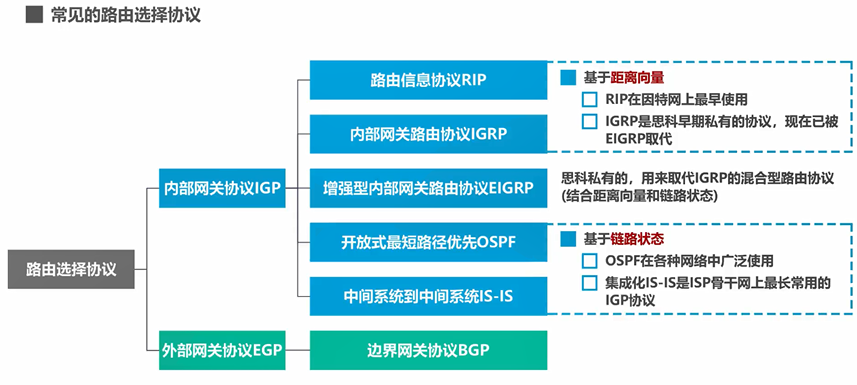 常见的路由选择协议
路由信息协议RIP
基于距离向量
RIP在因特网上最早使用
内部网关路由协议IGRP
IGRP是思科早期私有的协议，现在已被
EIGRP取代
内部网关协议IGP
增强型内部网关路由协议EIGRP
思科私有的，用来取代IGRP的混合型路由协议
(结合距离向量和链路状态)
路由选择协议
开放式最短路径优先OSPF
基于链路状态
OSPF在各种网络中广泛使用
中间系统到中间系统IS-IS
集成化IS-IS是ISP骨干网上最长常用的
IGP协议
外部网关协议EGP
边界网关协议BGP